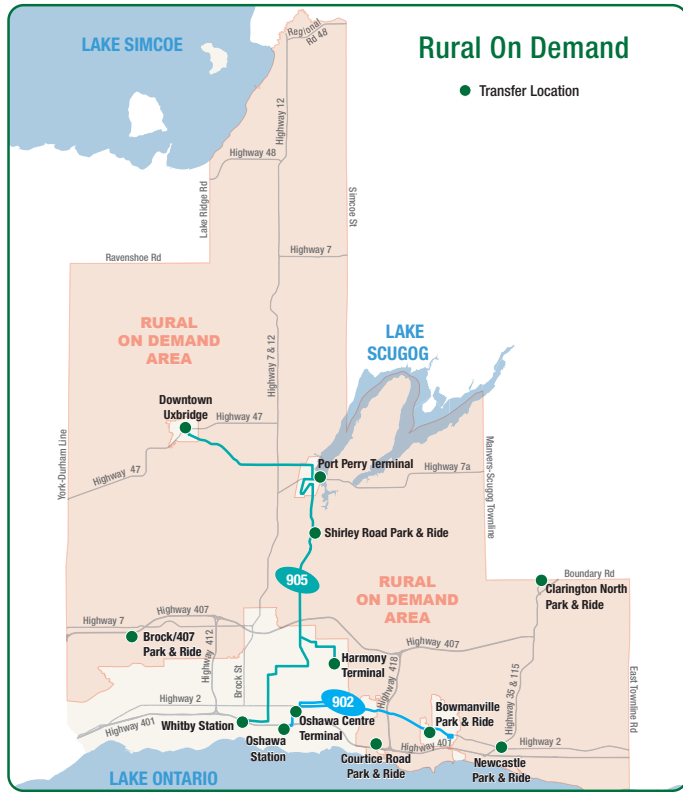 LAKE SIMCOE
Regional
Rd 48
Rural On Demand
Transfer Location
Highway 12
Highway 48
Lake Ridge Rd
Simcoe St
Highway 7
Ravenshoe Rd
RURAL
ON DEMAND
AREA
LAKE
SCUGOG
Highway 7 & 12
Downtown
Uxbridge
Highway 47
York-Durham Line
Highway 47
Port Perry Terminal
Highway 7a
Manvers-Scugog Townline
Shirley Road Park & Ride
905
RURAL
ON DEMAND
AREA
Boundary Rd
Clarington North
Park & Ride
Highway 7
Highway 407
Brock/407
Park & Ride
Highway 412
Brock St
Harmony
Terminal
Highway 418
Highway 407
Highway 35 & 115
East Townline Rd
Highway 2
902
Highway 401
Whitby Station
Oshawa Centre
Terminal
Oshawa
Station
Bowmanville
Park & Ride
Courtice Road
Park & Ride
Highway 401
Highway 2
Newcastle
Park & Ride
LAKE ONTARIO